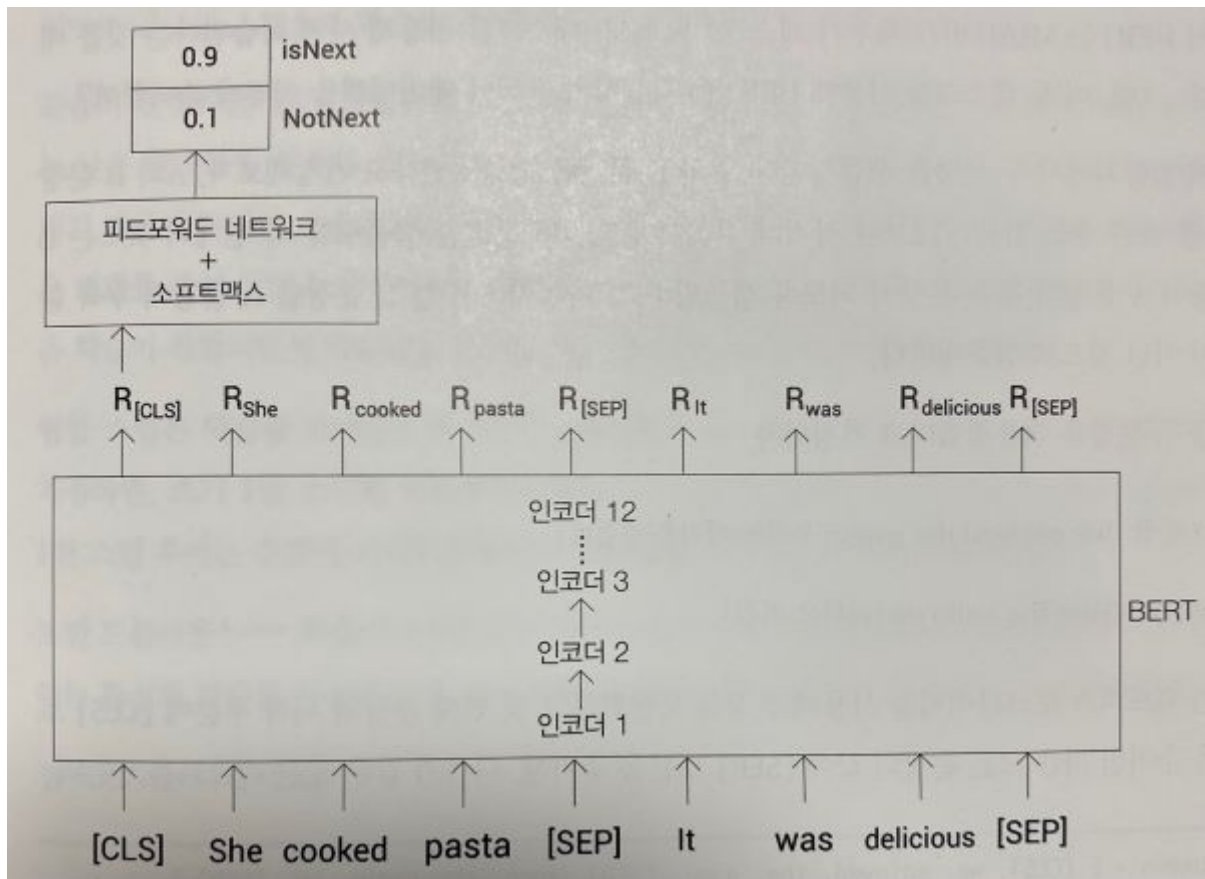 0.9 isNext
0.1 NotNext
피드포워드 네트워크
+
소프트맥스
R[CLS] RShe Rcooked Rpasta R[SEP] RIt Rwas Rdelicious R[SEP]
인코더 12
인코더 3
BERT
인코더 2
인코더 1
[CLS] She cooked pasta [SEP] It was delicious [SEP]